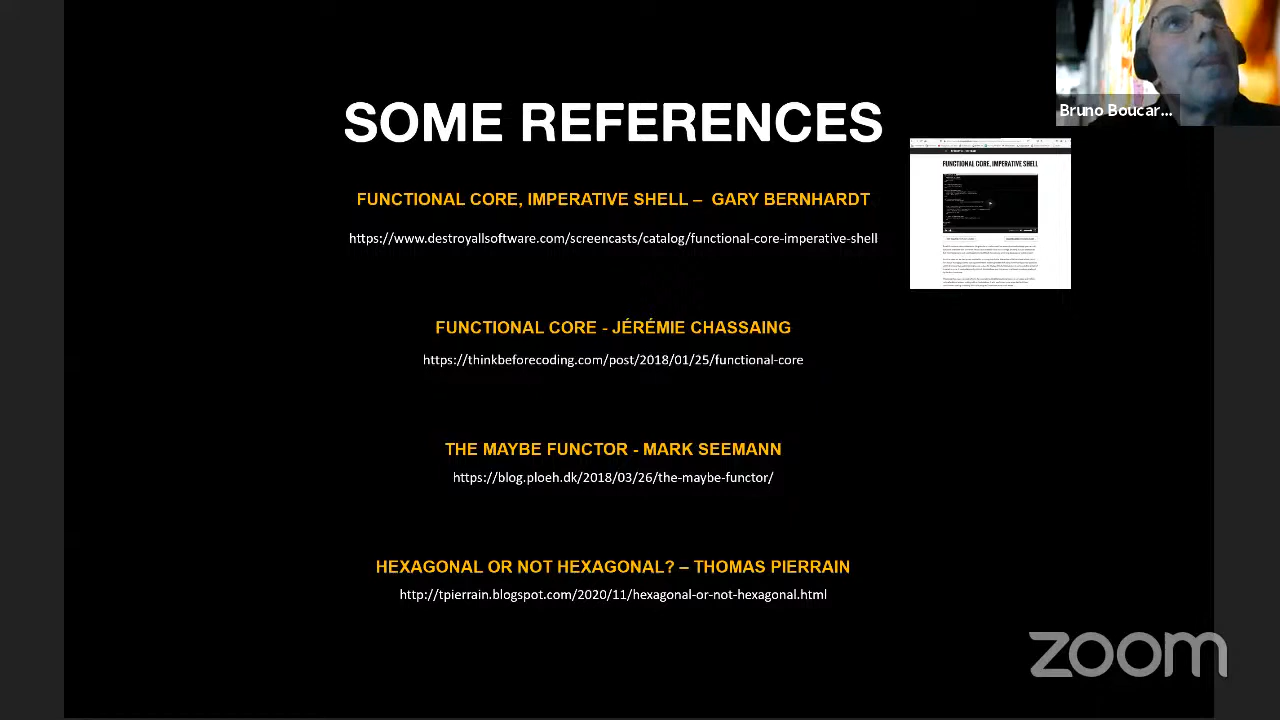 Bruno Boucar...
SOME REFERENCES
FUNCTIONAL CORE, IMPERATIVE SHELL
FUNCTIONAL CORE, IMPERATIVE SHELL – GARY BERNHARDT
https://www.destroyallsoftware.com/screencasts/catalog/functional-core-imperative-shell
FUNCTIONAL CORE - JÉRÉMIE CHASSAING
https://thinkbeforecoding.com/post/2018/01/25/functional-core
THE MAYBE FUNCTOR - MARK SEEMANN
https://blog.ploeh.dk/2018/03/26/the-maybe-functor/
HEXAGONAL OR NOT HEXAGONAL? – THOMAS PIERRAIN
http://tpierrain.blogspot.com/2020/11/hexagonal-or-not-hexagonal.html
zoom